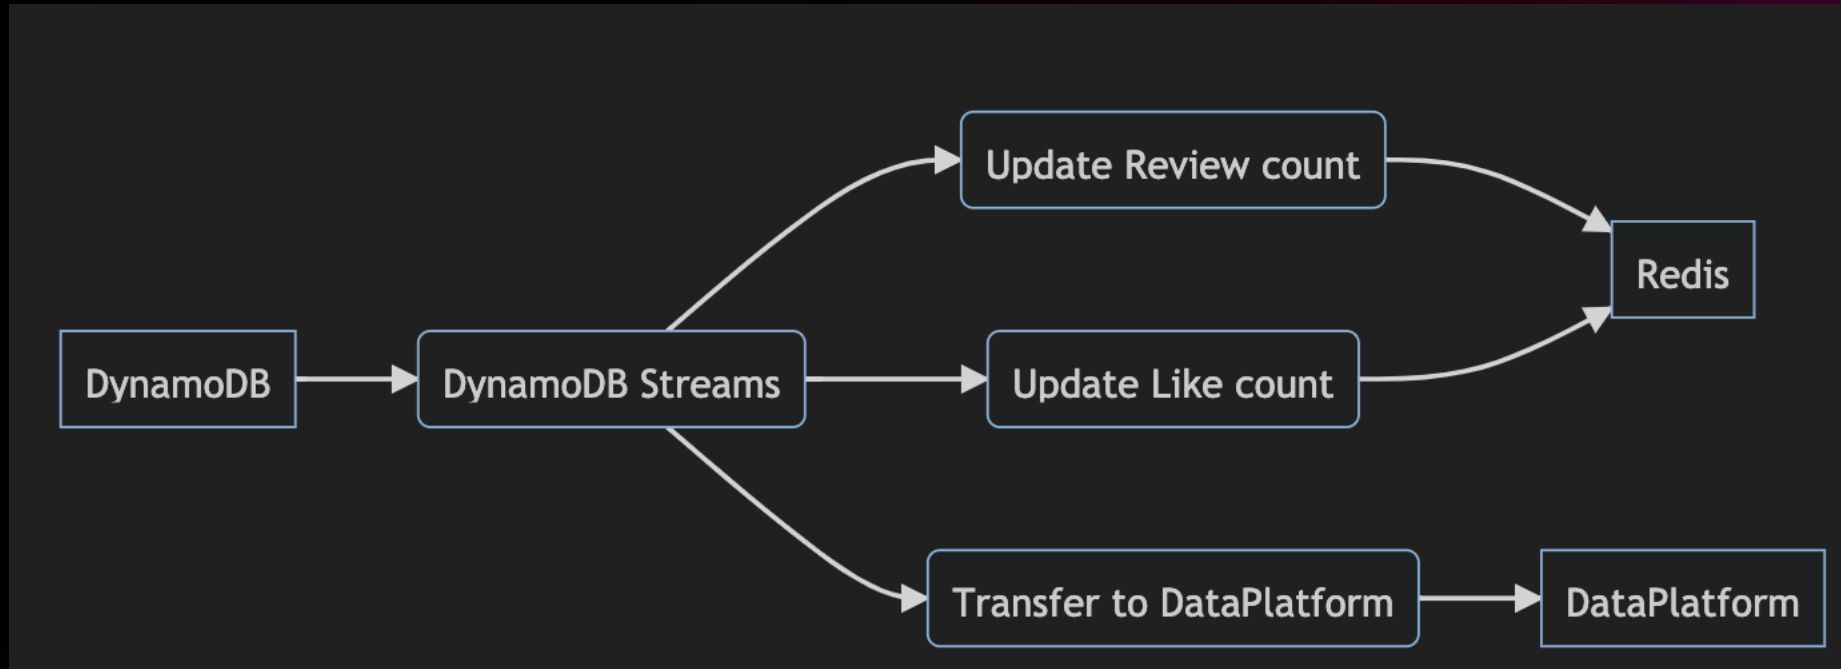 Update Review count
Redis
DynamoDB
DynamoDB Streams
Update Like count
Transfer to DataPlatform
DataPlatform